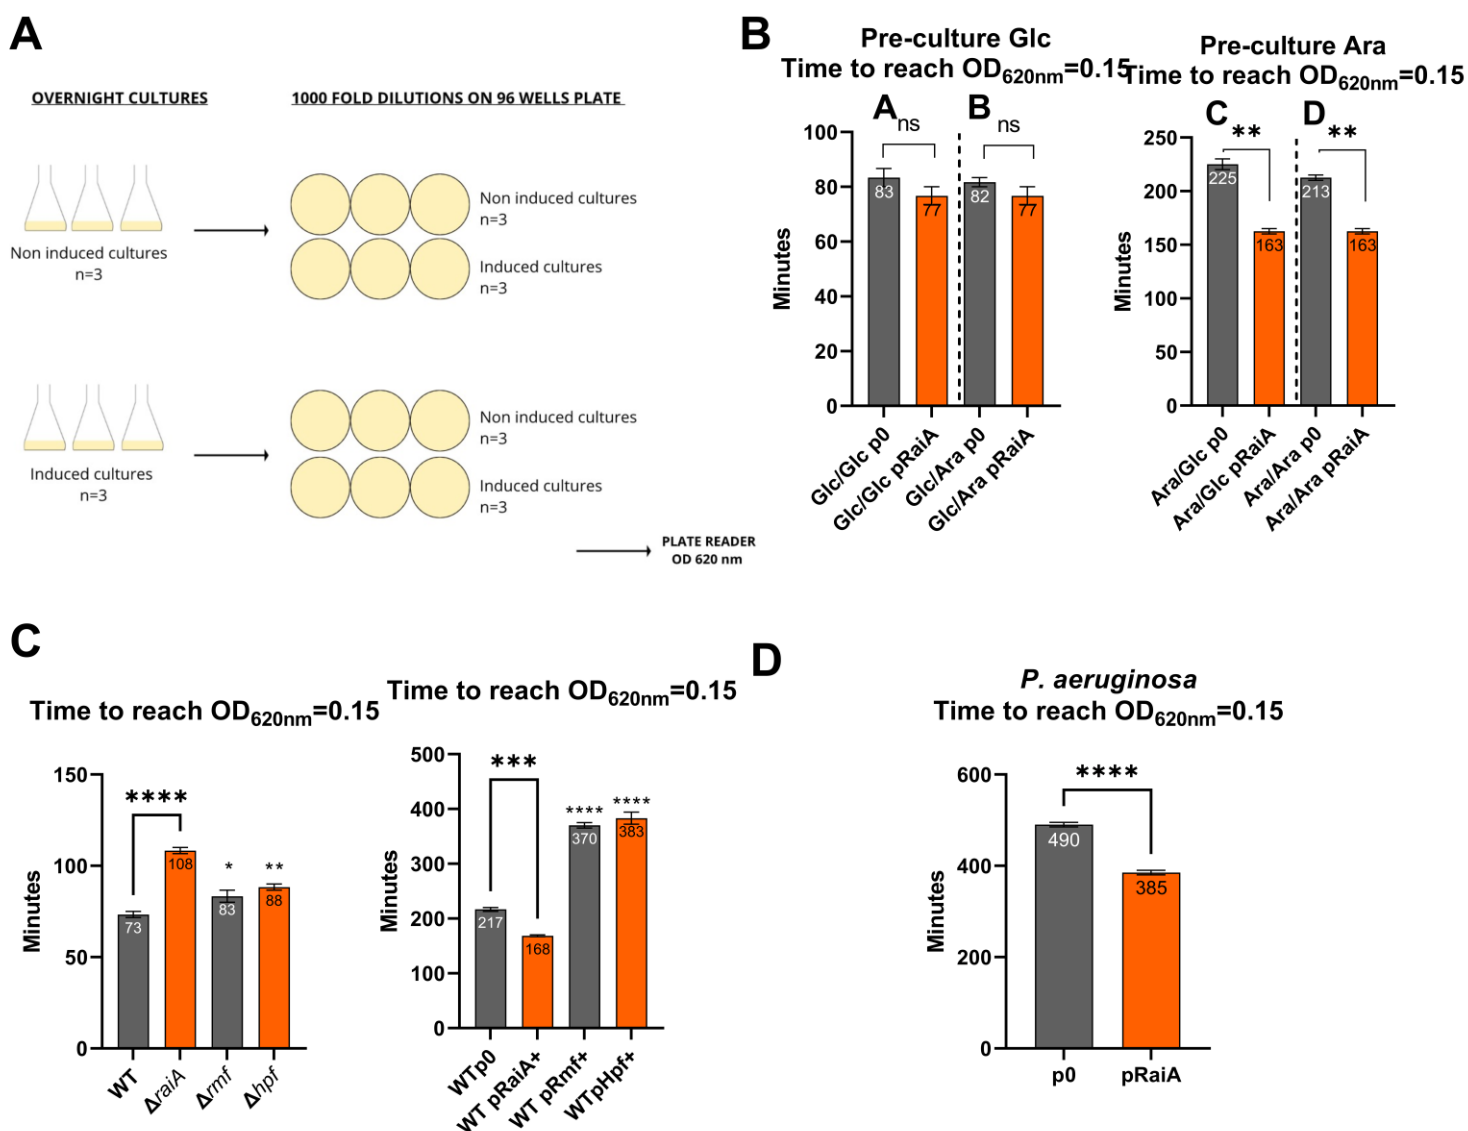 A
OVERNIGHT CULTURES
1000 FOLD DILUTIONS ON 96 WELLS PLATE
Non induced cultures
n=3
Non induced cultures
n=3
Induced cultures
n=3
Induced cultures
n=3
Non induced cultures
n=3
Induced cultures
n=3
PLATE READER
OD 620 nm
B
Pre-culture Glc
Time to reach OD620nm=0.15
A
ns
B
ns
Minutes
100
80
60
40
20
0
83
77
82
77
Glc/Glc p0
Glc/Glc pRaiA
Glc/Ara p0
Glc/Ara pRaiA
Pre-culture Ara
Time to reach OD620nm=0.15
C
**
D
**
Minutes
250
200
150
100
50
0
225
163
213
163
Ara/Glc p0
Ara/Glc pRaiA
Ara/Ara p0
Ara/Ara pRaiA
C
Time to reach OD620nm=0.15
Minutes
150
100
50
0
****
*
**
73
108
83
88
WT
ΔraiA
Δrmf
Δhpf
Time to reach OD620nm=0.15
Minutes
500
400
300
200
100
0
***
****
****
217
168
370
383
WTp0
WT pRaiA+
WT pRmf+
WTpHpf+
D
P. aeruginosa
Time to reach OD620nm=0.15
Minutes
600
400
200
0
****
490
385
p0
pRaiA